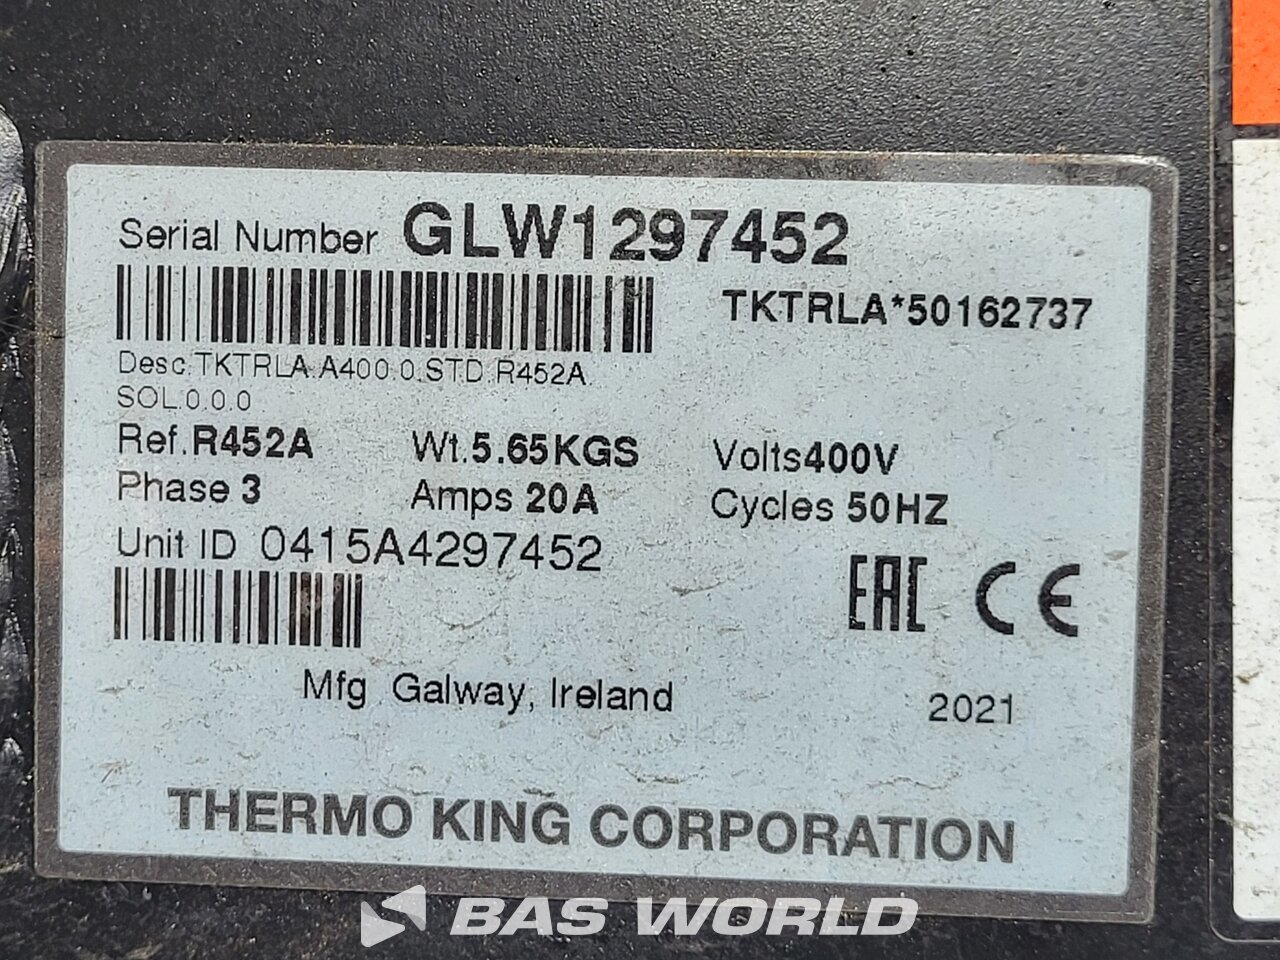 Serial Number GLW1297452
TKTRLA*50162737
Desc.TKTRLA.A400.0.STD.R452A.
SOL.0.0.0
Ref.R452A Wt.5.65KGS Volts400V
Phase 3 Amps 20A Cycles 50HZ
Unit ID 0415A4297452
EAC CE
Mfg Galway, Ireland 2021
THERMO KING CORPORATION
BAS WORLD